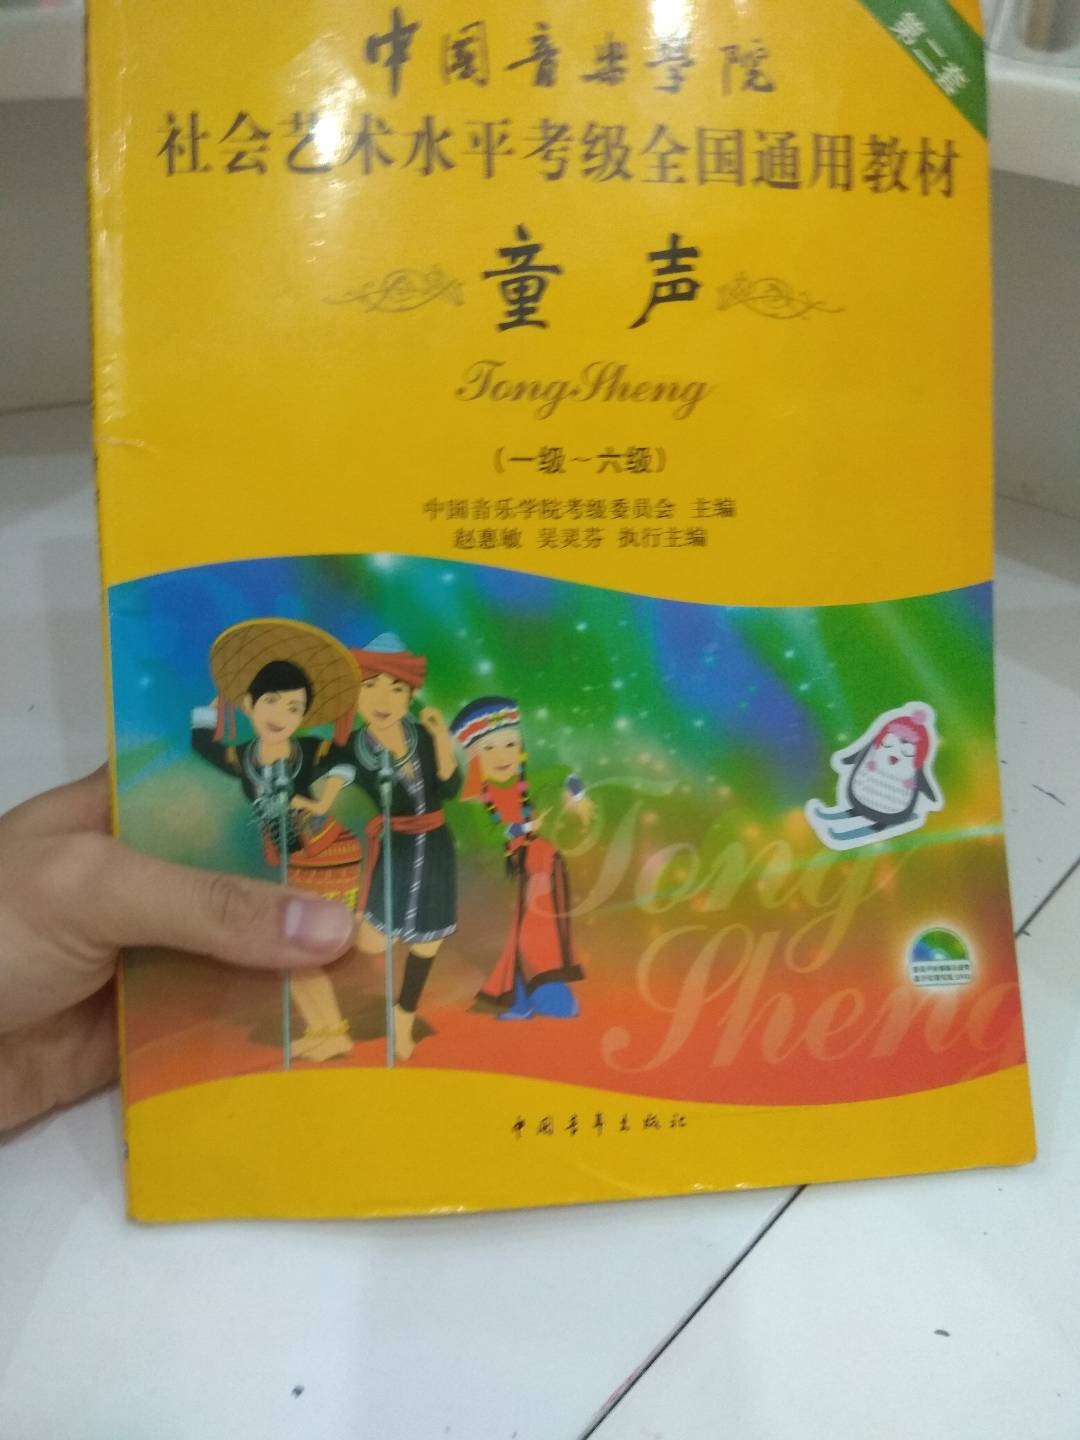 中国音乐学院
第二套
社会艺术水平考级全国通用教材
童声
TongSheng
（一级～六级）
中国音乐学院考级委员会 主编
赵惠敏 吴灵芬 执行主编
Tong
Sheng
中国青年出版社